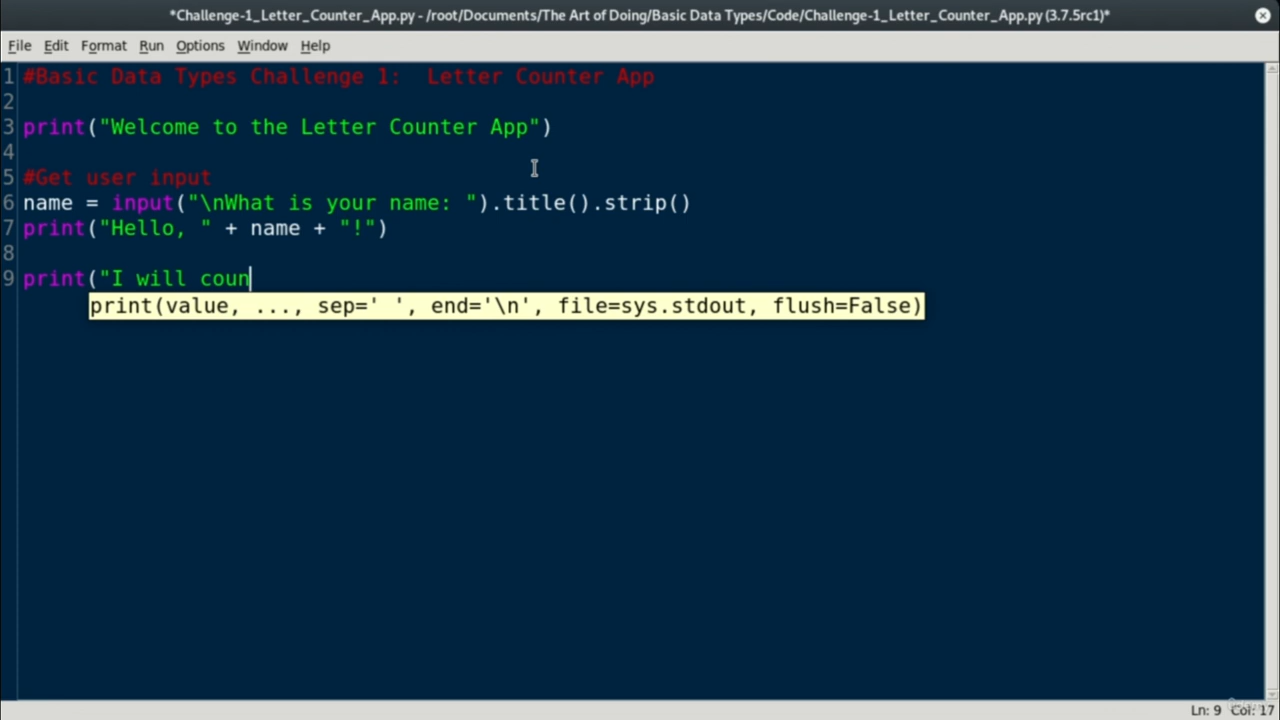 *Challenge-1_Letter_Counter_App.py - /root/Documents/The Art of Doing/Basic Data Types/Code/Challenge-1_Letter_Counter_App.py (3.7.5rc1)*
File Edit Format Run Options Window Help
1 #Basic Data Types Challenge 1:  Letter Counter App
2
3 print("Welcome to the Letter Counter App")
4
5 #Get user input
6 name = input("\nWhat is your name: ").title().strip()
7 print("Hello, " + name + "!")
8
9 print("I will coun
print(value, ..., sep=' ', end='\n', file=sys.stdout, flush=False)
Ln: 9 Col: 17